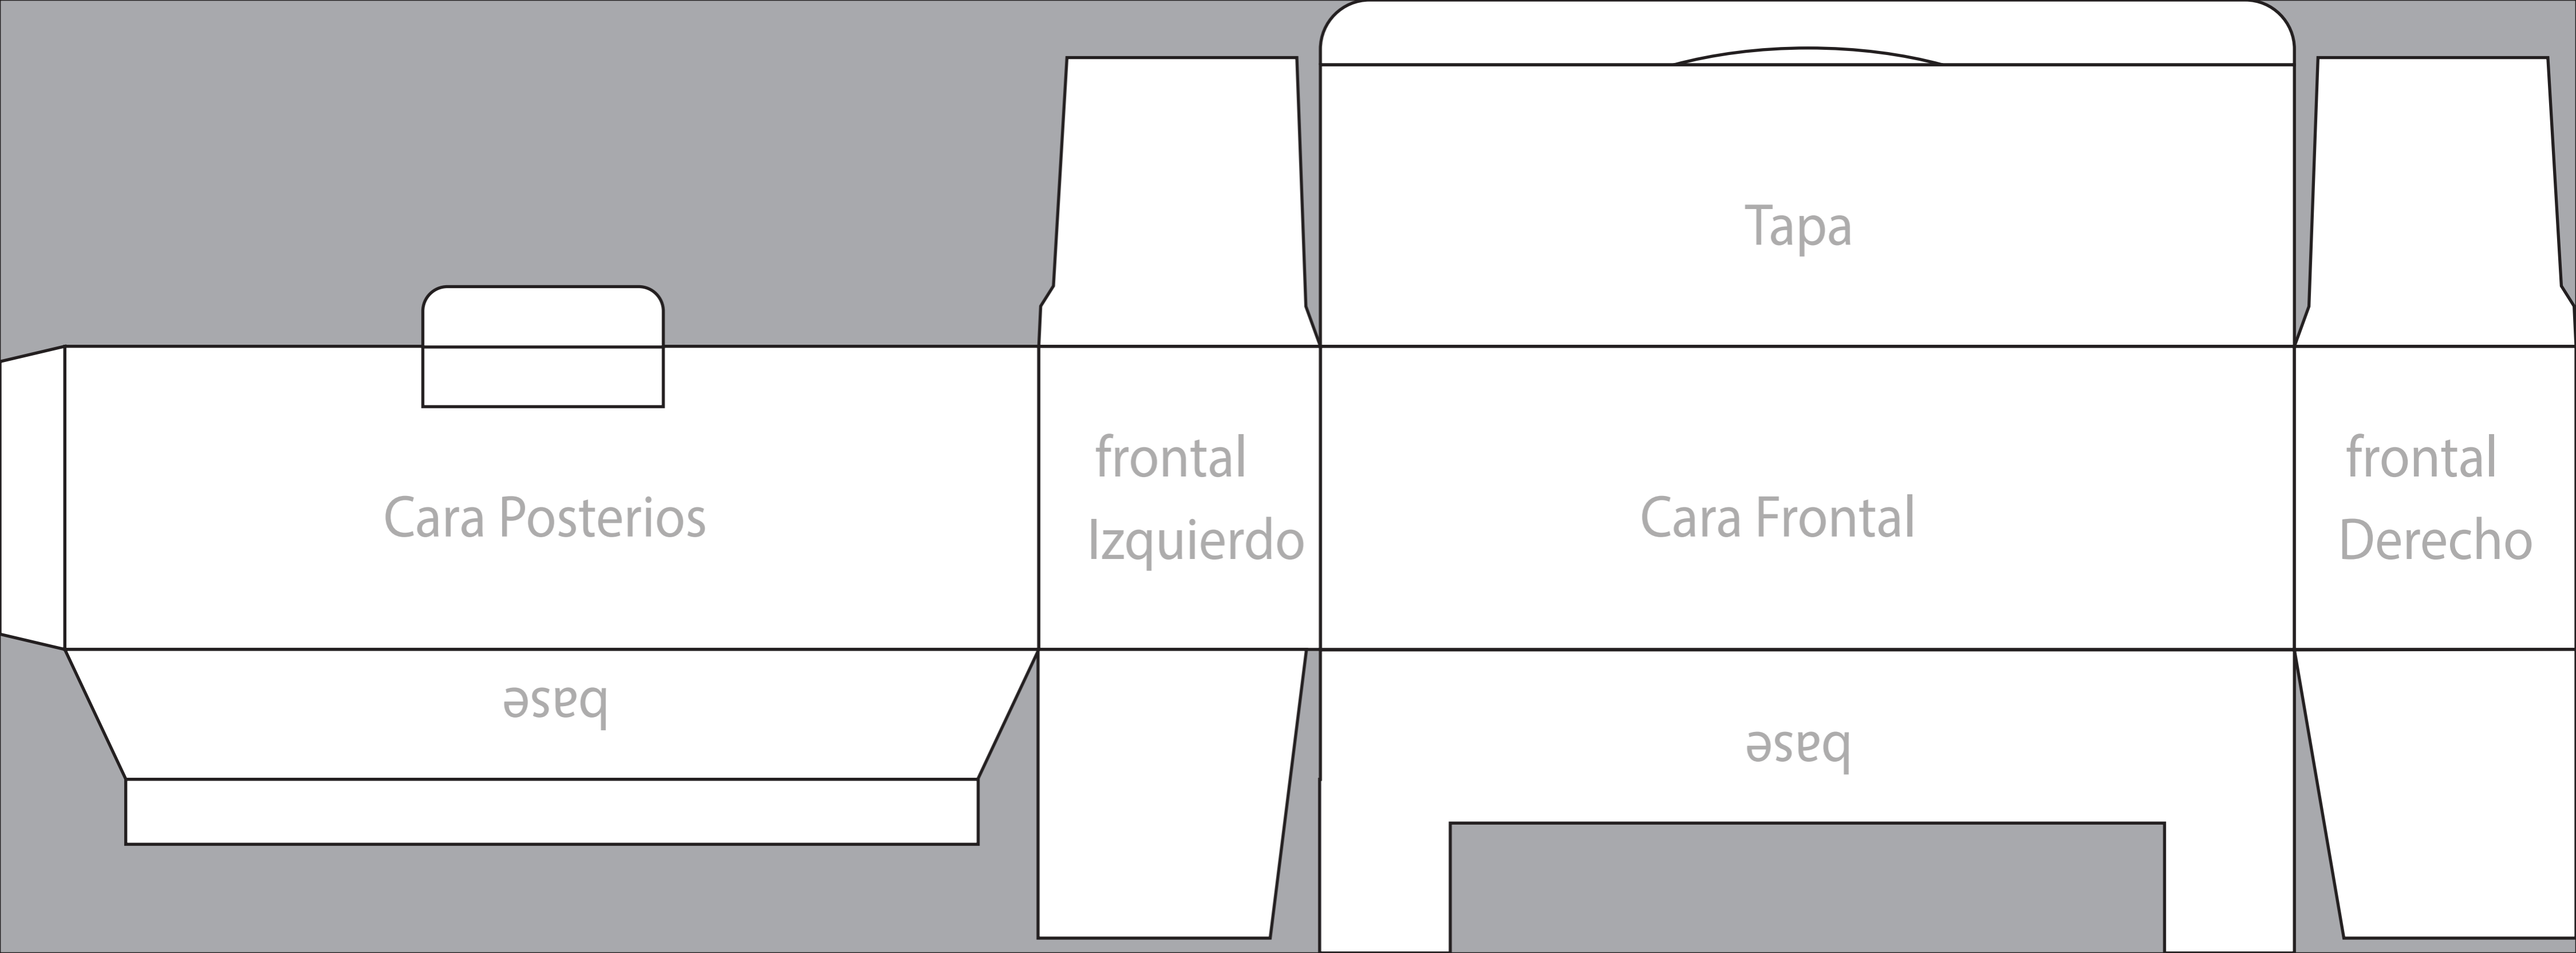 Tapa
Cara Posterios
frontal
Izquierdo
Cara Frontal
frontal
Derecho
base
base